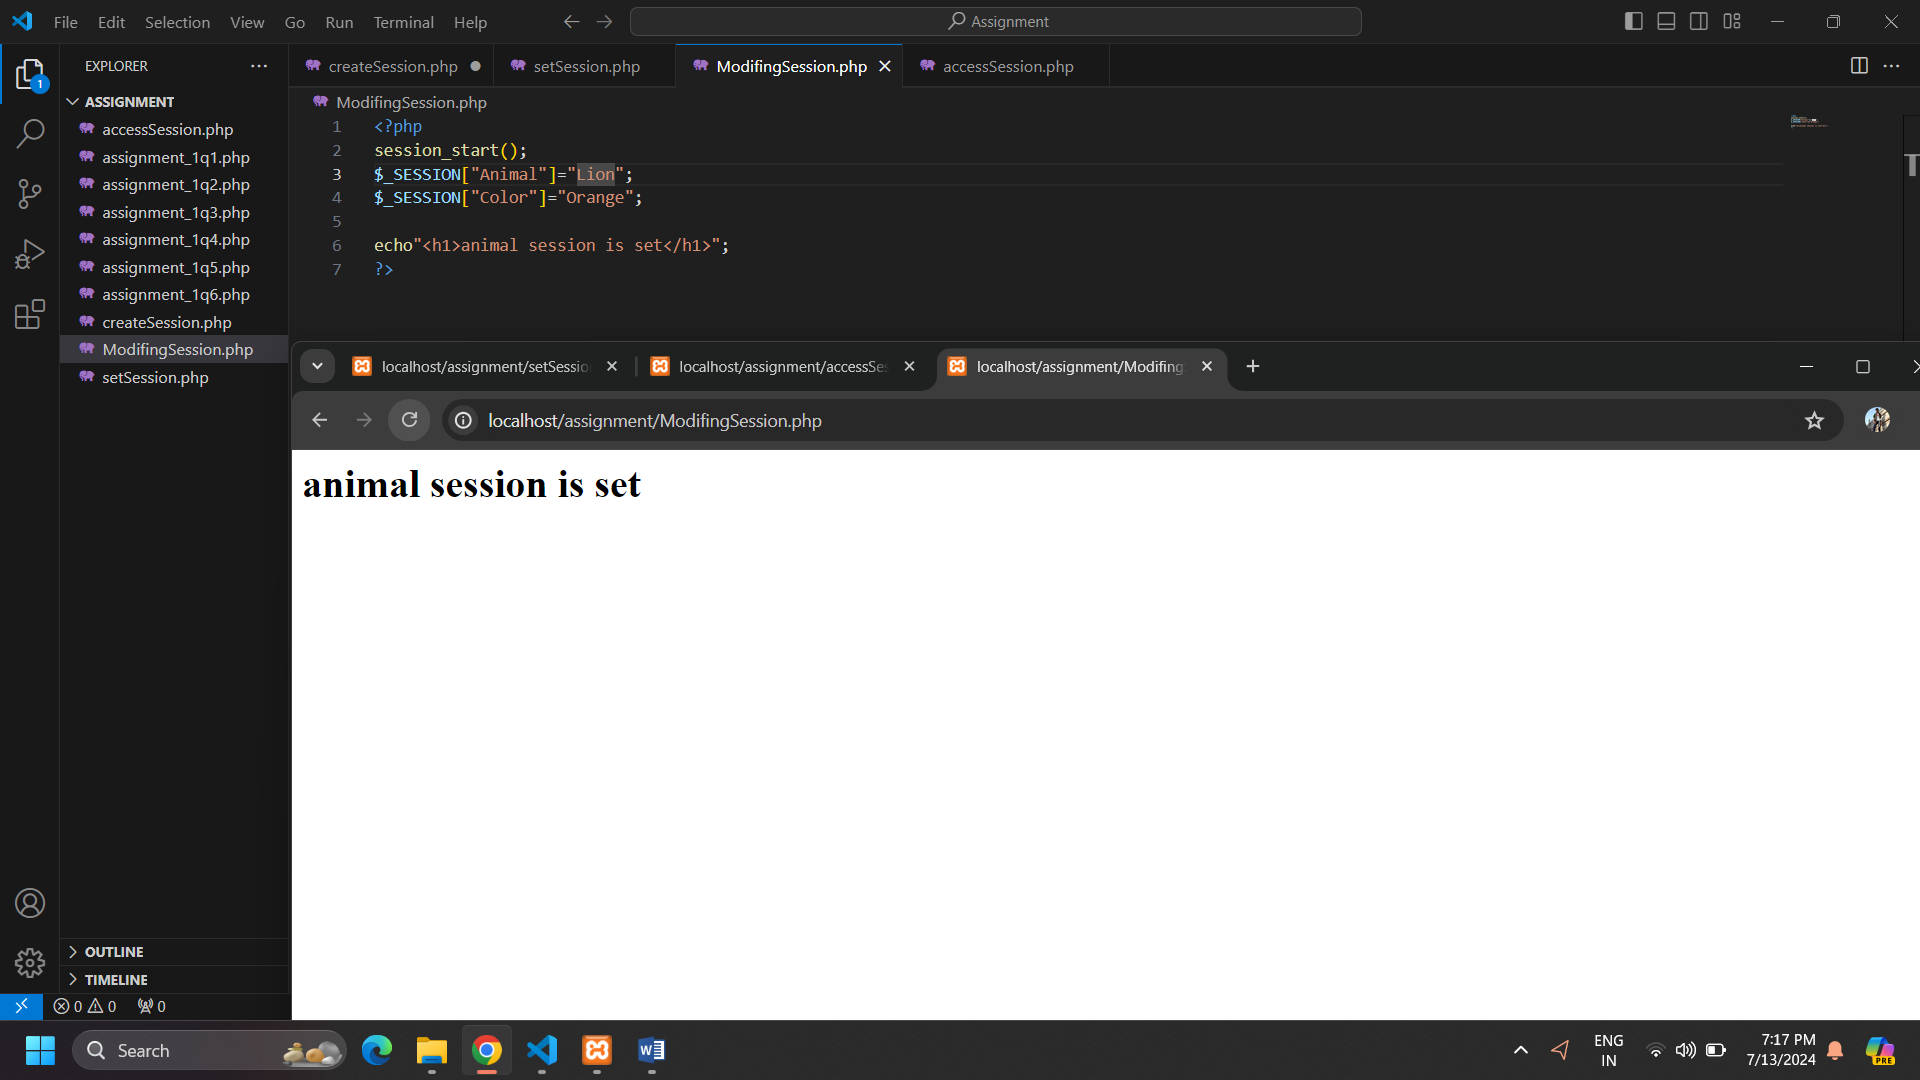 File Edit Selection View Go Run Terminal Help
Assignment
EXPLORER
ASSIGNMENT
accessSession.php
assignment_1q1.php
assignment_1q2.php
assignment_1q3.php
assignment_1q4.php
assignment_1q5.php
assignment_1q6.php
createSession.php
ModifingSession.php
setSession.php
OUTLINE
TIMELINE
createSession.php setSession.php ModifingSession.php accessSession.php
ModifingSession.php
1 <?php
2 session_start();
3 $_SESSION["Animal"]="Lion";
4 $_SESSION["Color"]="Orange";
5
6 echo"<h1>animal session is set</h1>";
7 ?>
localhost/assignment/setSessio localhost/assignment/accessSes localhost/assignment/Modifing
localhost/assignment/ModifingSession.php
animal session is set
0 0 0
1
Search
ENG
IN
7:17 PM
7/13/2024
PRE